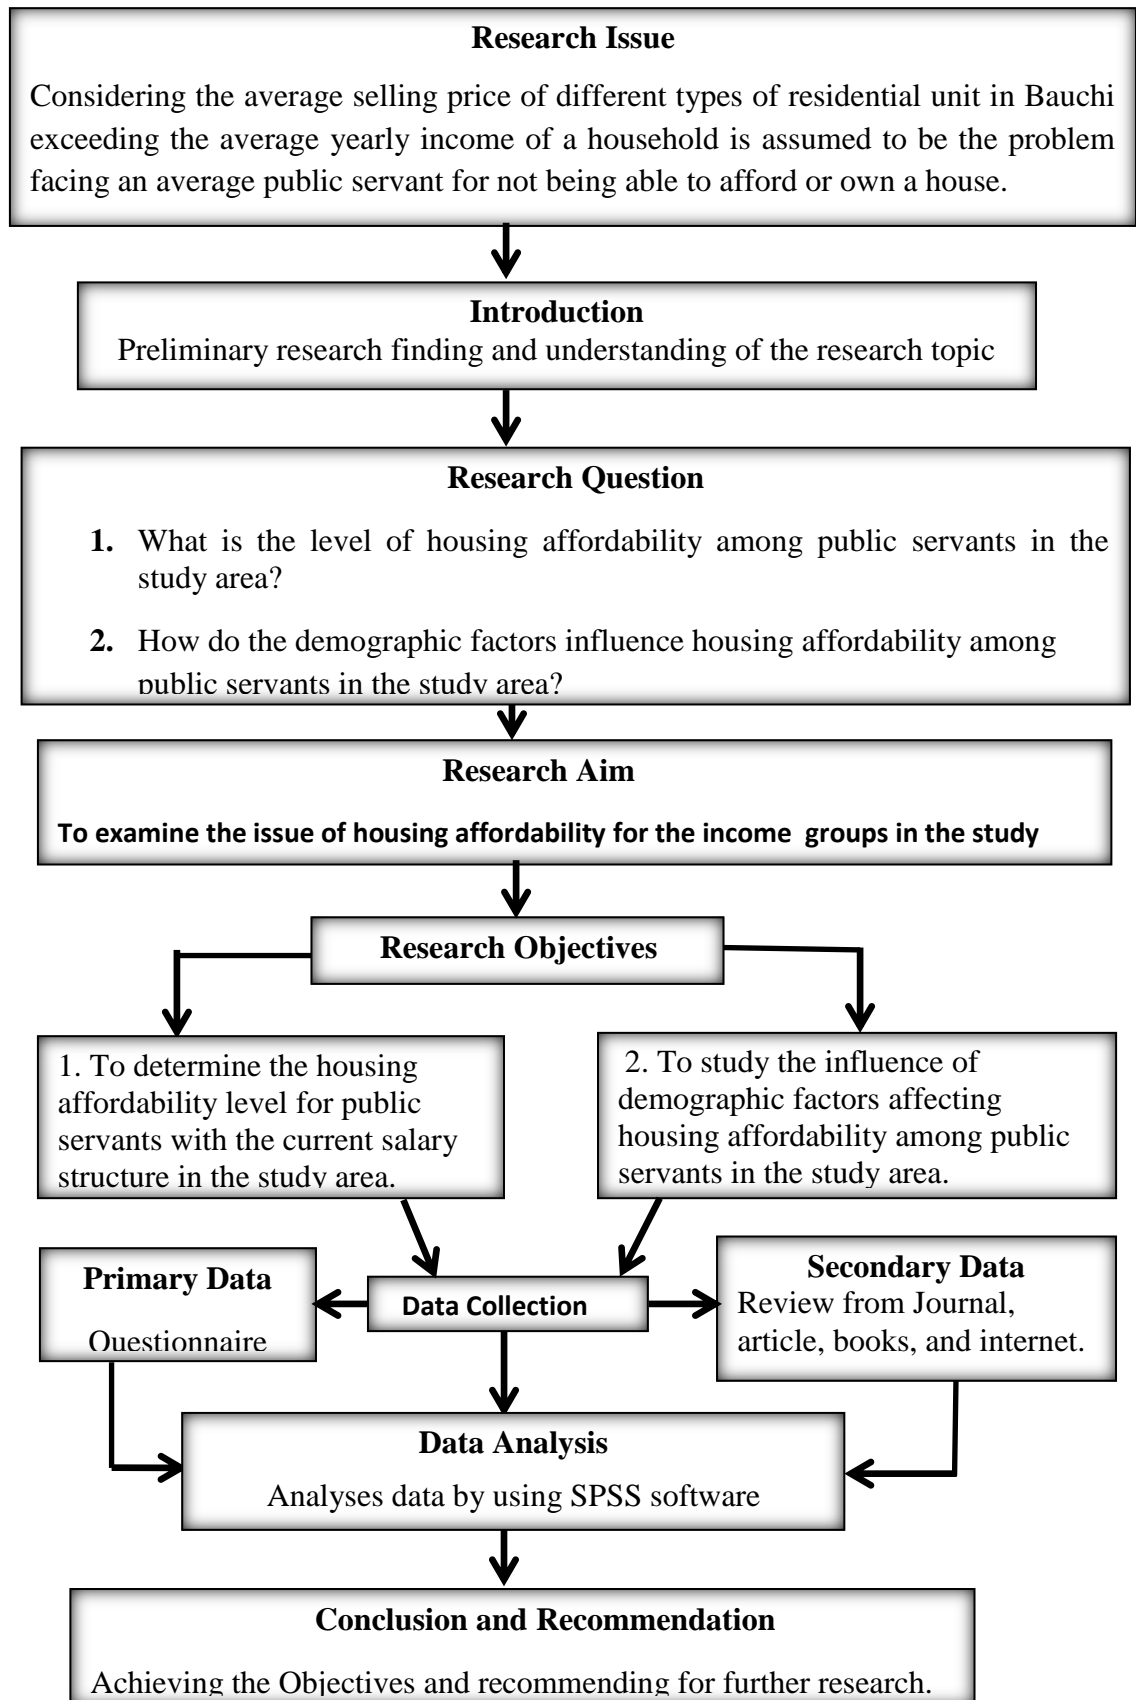 Research Issue
Considering the average selling price of different types of residential unit in Bauchi
exceeding the average yearly income of a household is assumed to be the problem
facing an average public servant for not being able to afford or own a house.
Introduction
Preliminary research finding and understanding of the research topic
Research Question
1. What is the level of housing affordability among public servants in the
study area?
2. How do the demographic factors influence housing affordability among
public servants in the study area?
Research Aim
To examine the issue of housing affordability for the income groups in the study
Research Objectives
1. To determine the housing
affordability level for public
servants with the current salary
structure in the study area.
2. To study the influence of
demographic factors affecting
housing affordability among public
servants in the study area.
Primary Data
Questionnaire
Data Collection
Secondary Data
Review from Journal,
article, books, and internet.
Data Analysis
Analyses data by using SPSS software
Conclusion and Recommendation
Achieving the Objectives and recommending for further research.